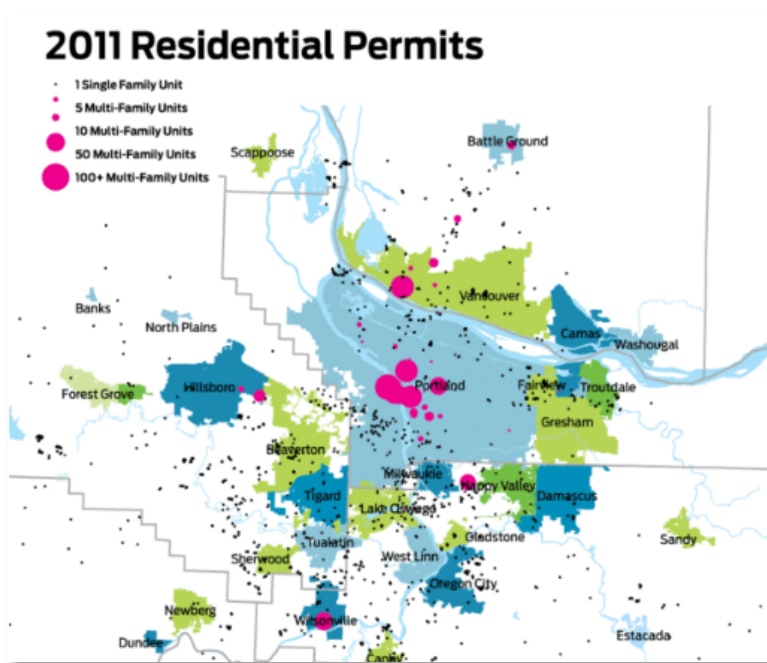 2011 Residential Permits
1 Single Family Unit
5 Multi-Family Units
10 Multi-Family Units
50 Multi-Family Units
100+ Multi-Family Units
Battle Ground
Scappoose
Vancouver
Banks
North Plains
Camas
Washougal
Hillsboro
Portland
Fairview
Troutdale
Forest Grove
Gresham
Beaverton
Milwaukie
Happy Valley
Tigard
Damascus
Lake Oswego
Gladstone
Sandy
Tualatin
Sherwood
West Linn
Oregon City
Newberg
Wilsonville
Dundee
Estacada
Canby